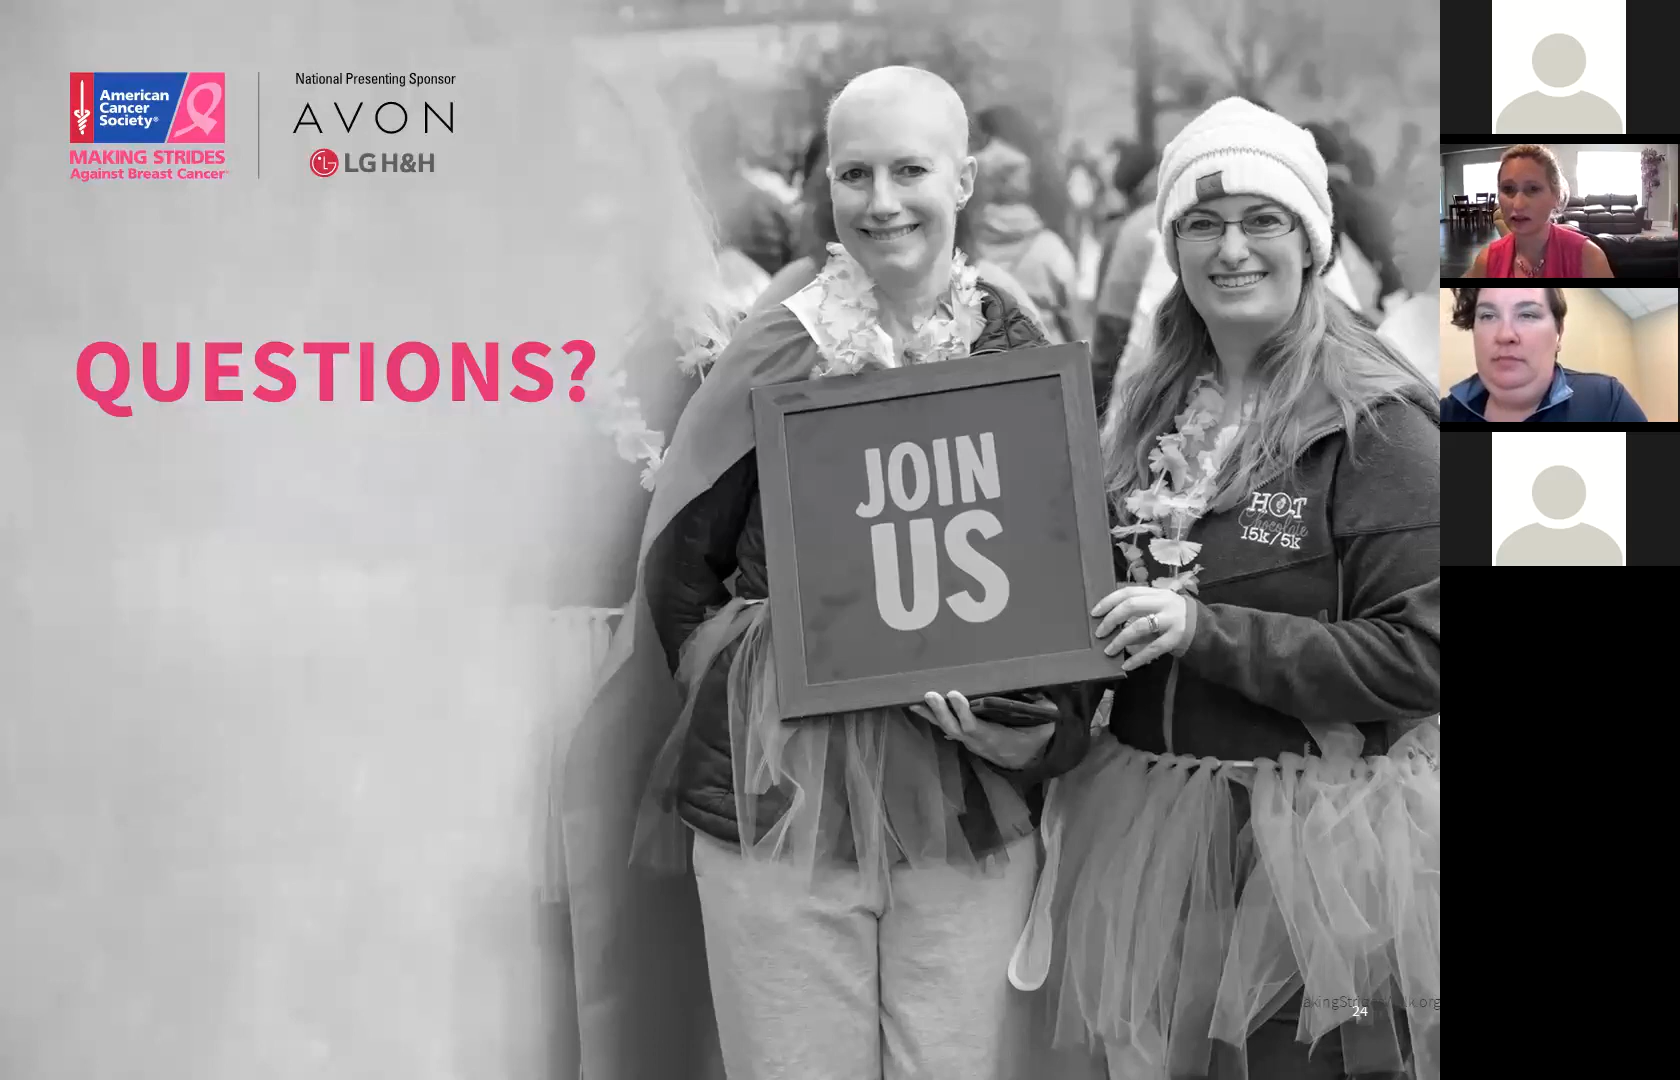 American
Cancer
Society®
MAKING STRIDES
Against Breast Cancer
National Presenting Sponsor
AVON
LG H&H
QUESTIONS?
JOIN
US
HOT
Chocolate
15k/5k
24